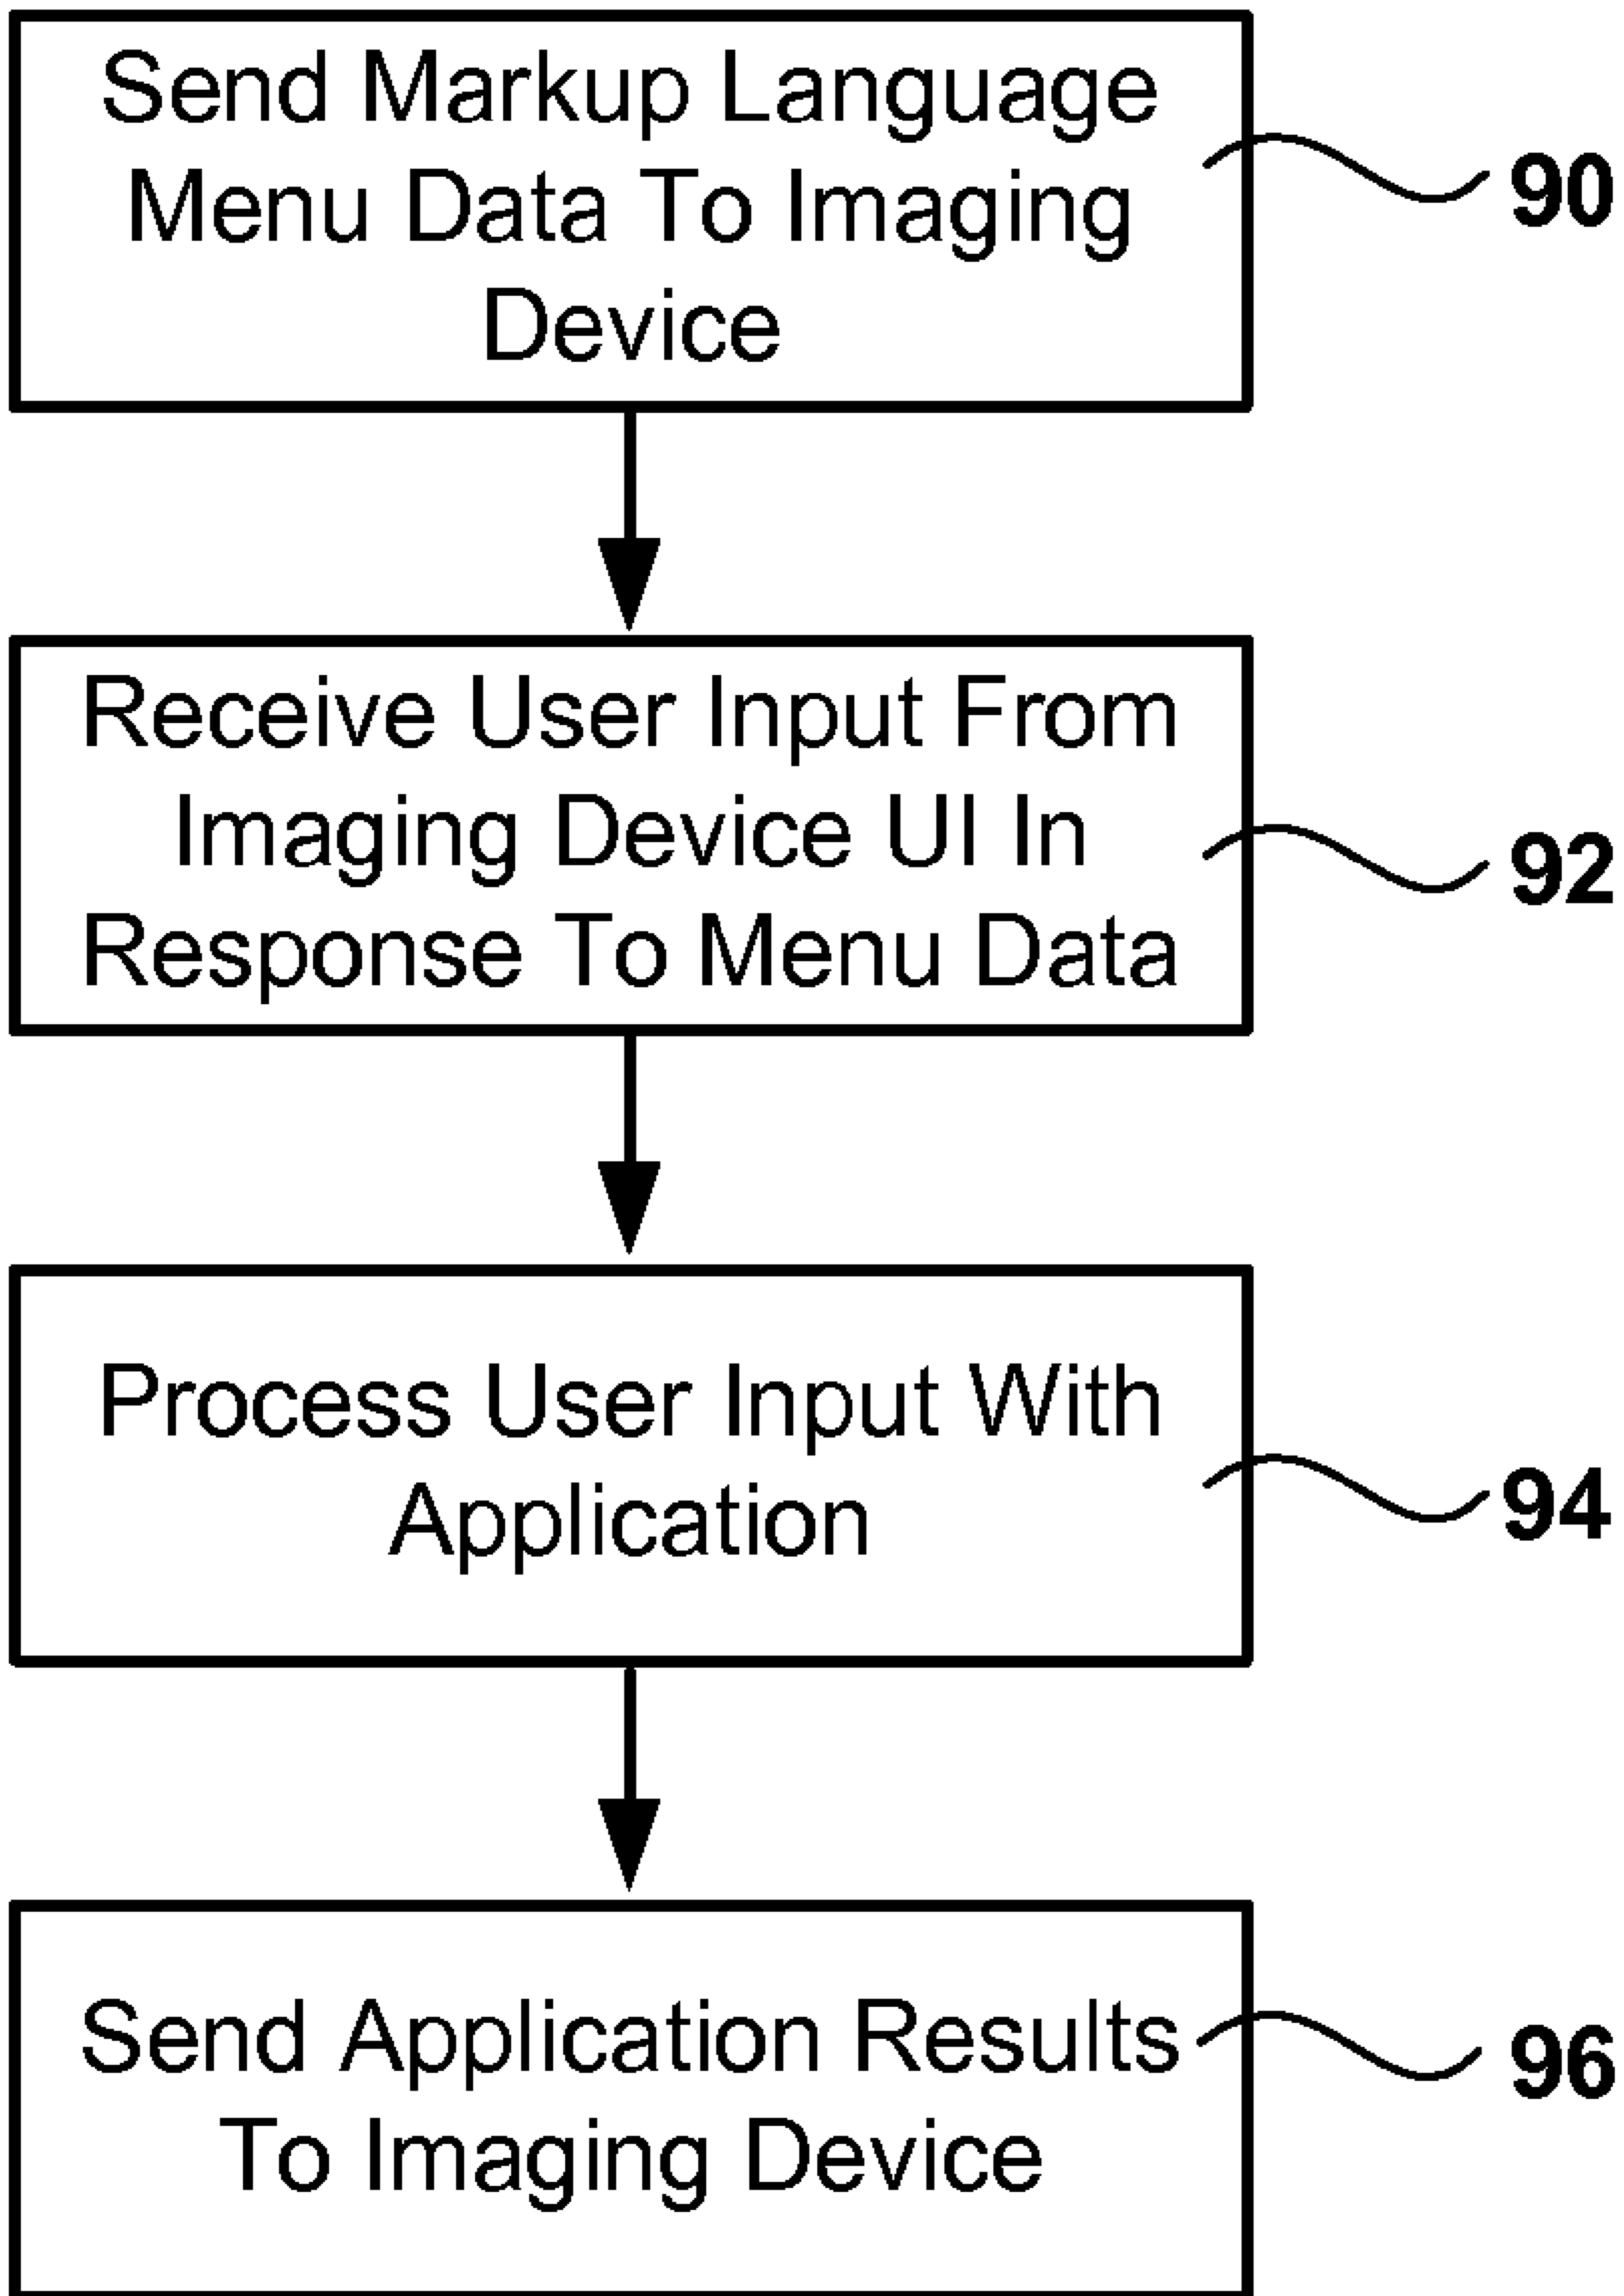 Send Markup Language
Menu Data To Imaging
Device
90
Receive User Input From
Imaging Device UI In
Response To Menu Data
92
Process User Input With
Application
94
Send Application Results
To Imaging Device
96